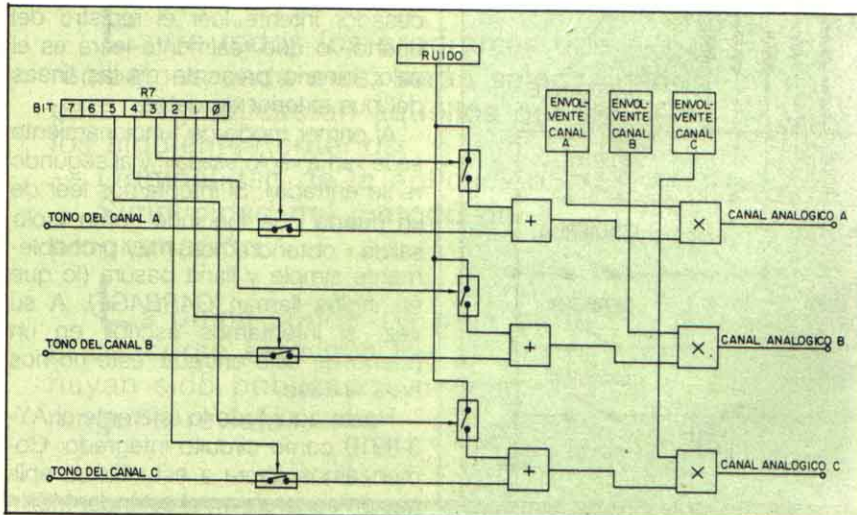 RUIDO
R7
BIT 7 6 5 4 3 2 1 Ø
ENVOL-
VENTE
CANAL
A
ENVOL-
VENTE
CANAL
B
ENVOL-
VENTE
CANAL
C
TONO DEL CANAL A
CANAL ANALOGICO A
×
TONO DEL CANAL B
+
×
CANAL ANALOGICO B
TONO DEL CANAL C
+
×
CANAL ANALOGICO C